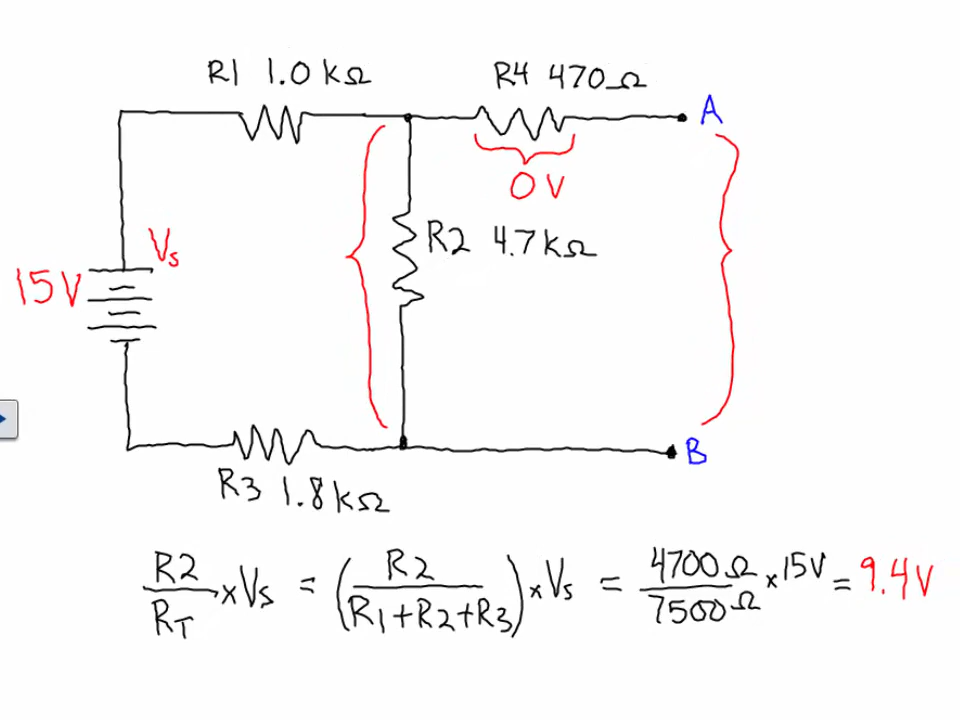 R1 1.0 kΩ
R4 470 Ω
A
0 V
Vs
R2 4.7 kΩ
15 V
B
R3 1.8 kΩ
R2/RT × Vs = (R2/(R1+R2+R3)) × Vs = 4700 Ω/7500 Ω × 15V = 9.4V